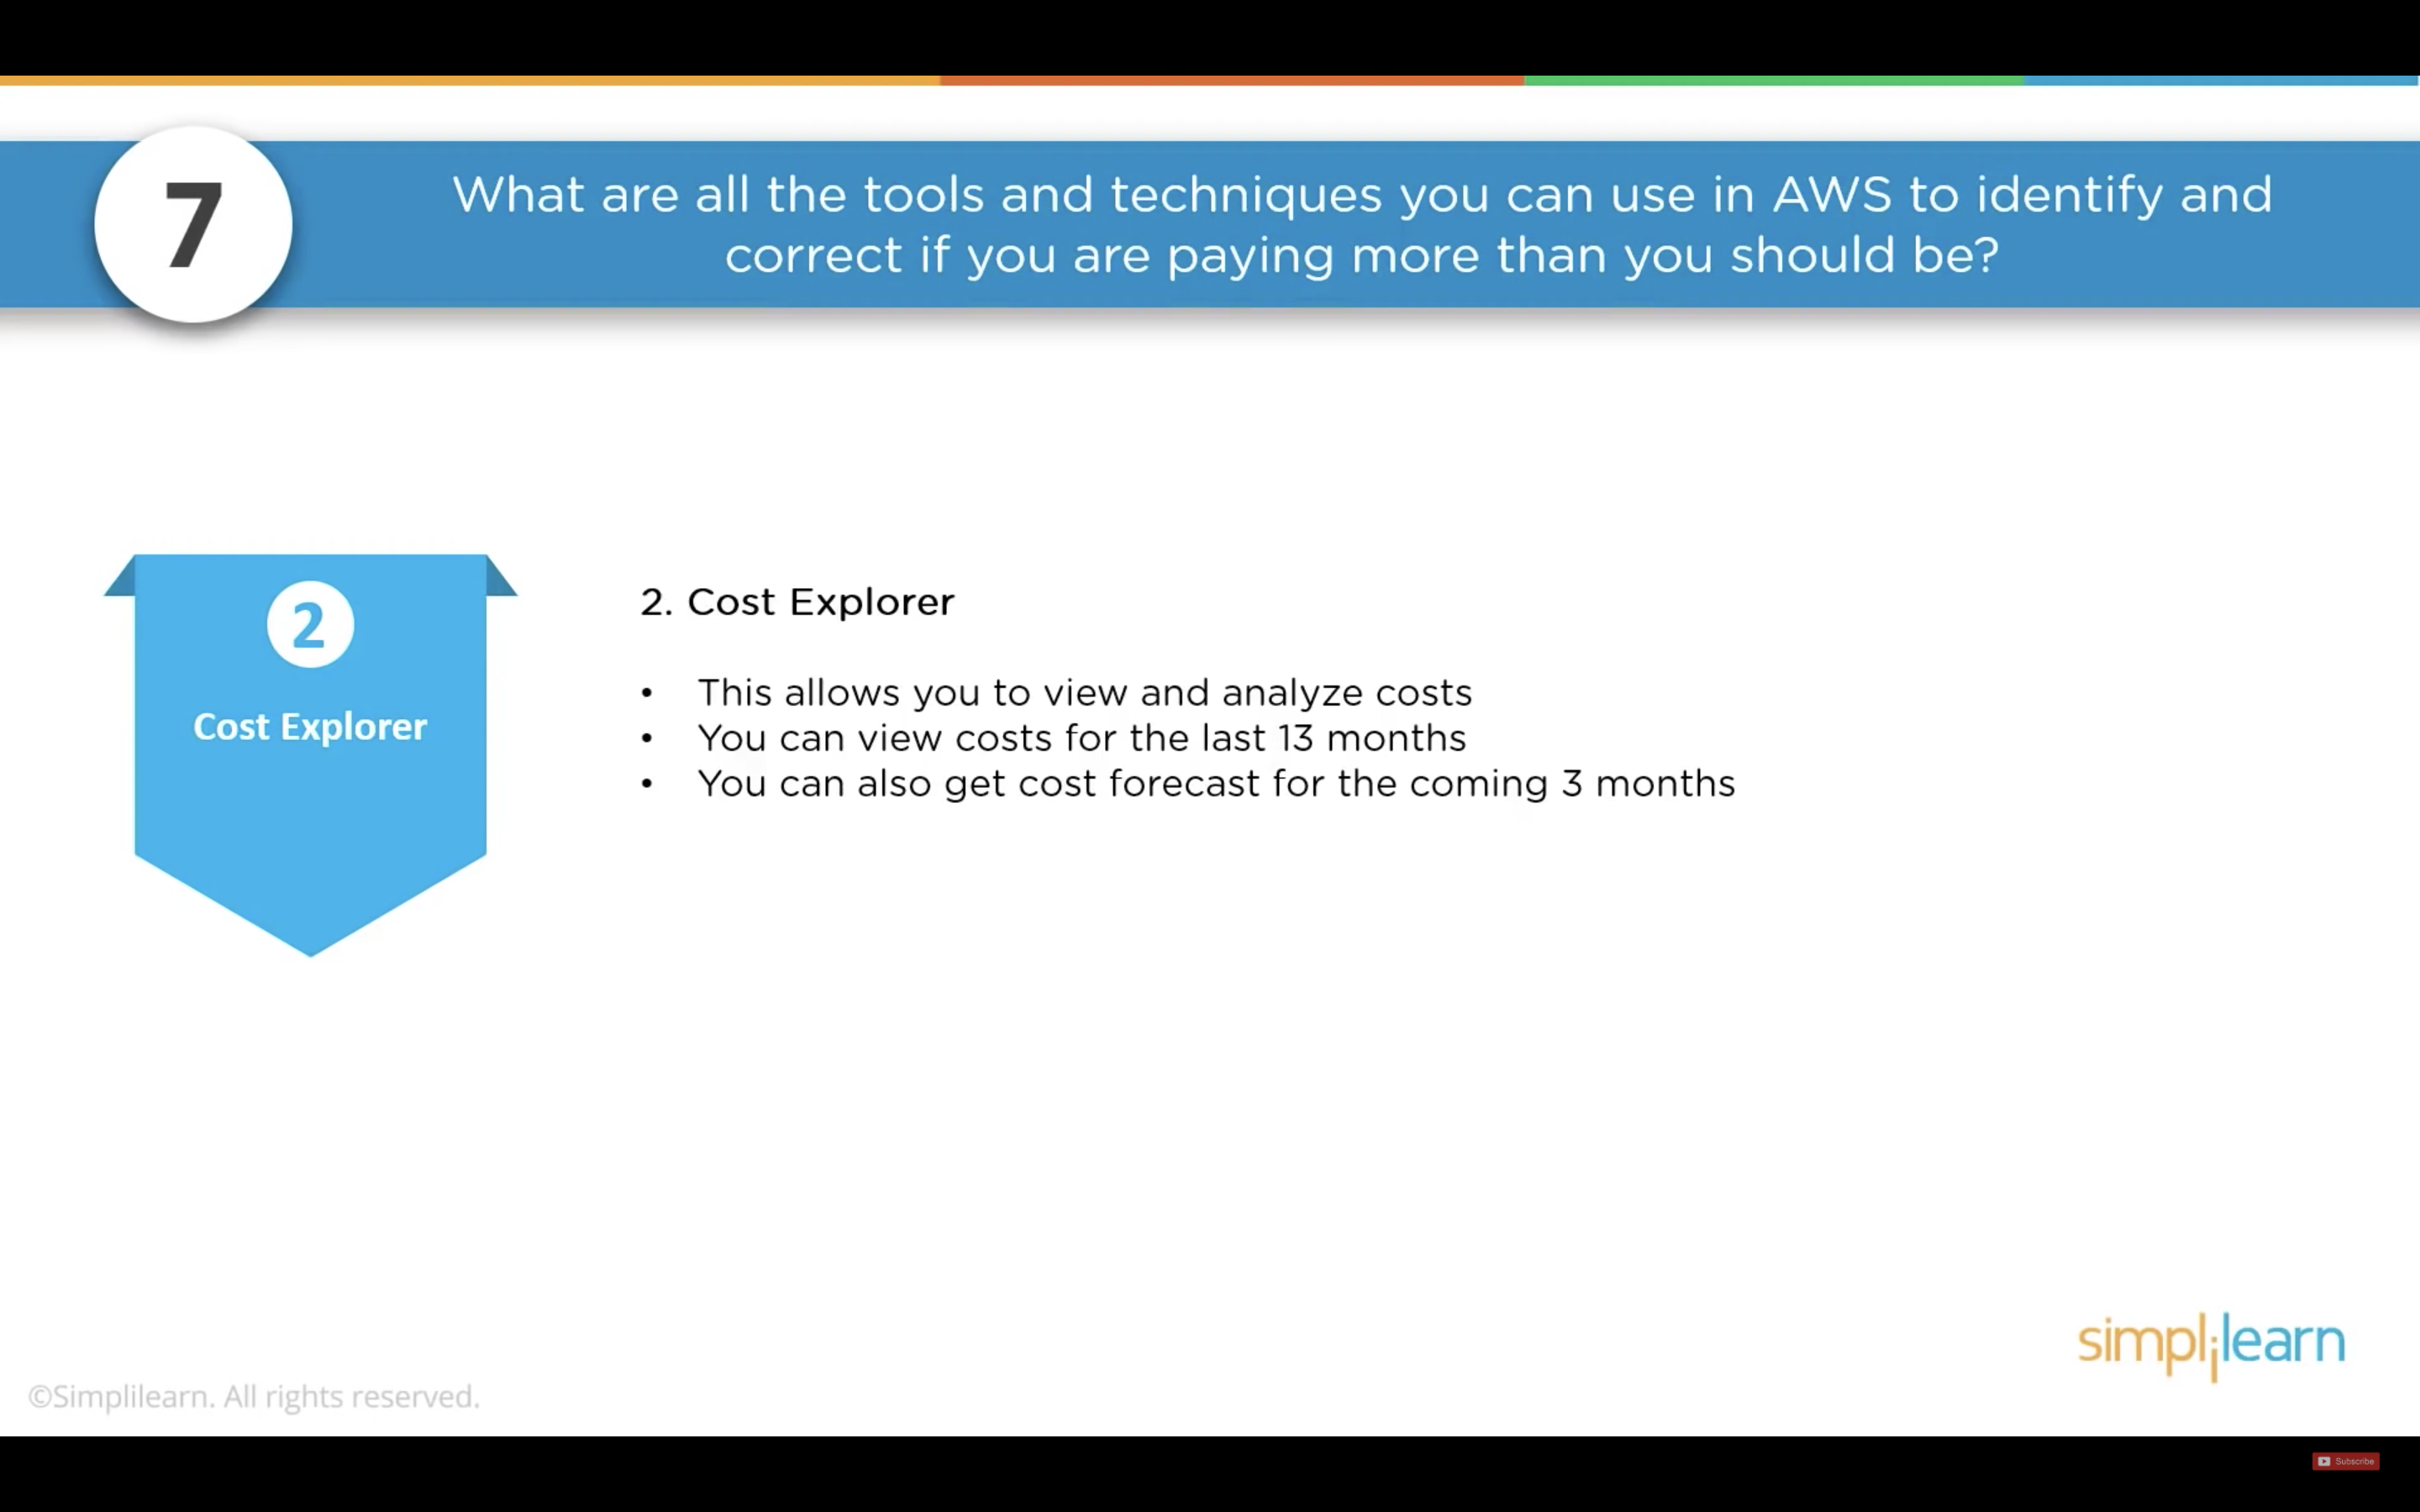 7
What are all the tools and techniques you can use in AWS to identify and
correct if you are paying more than you should be?
2
Cost Explorer
2. Cost Explorer
• This allows you to view and analyze costs
• You can view costs for the last 13 months
• You can also get cost forecast for the coming 3 months
simplilearn
©Simplilearn. All rights reserved.
Subscribe